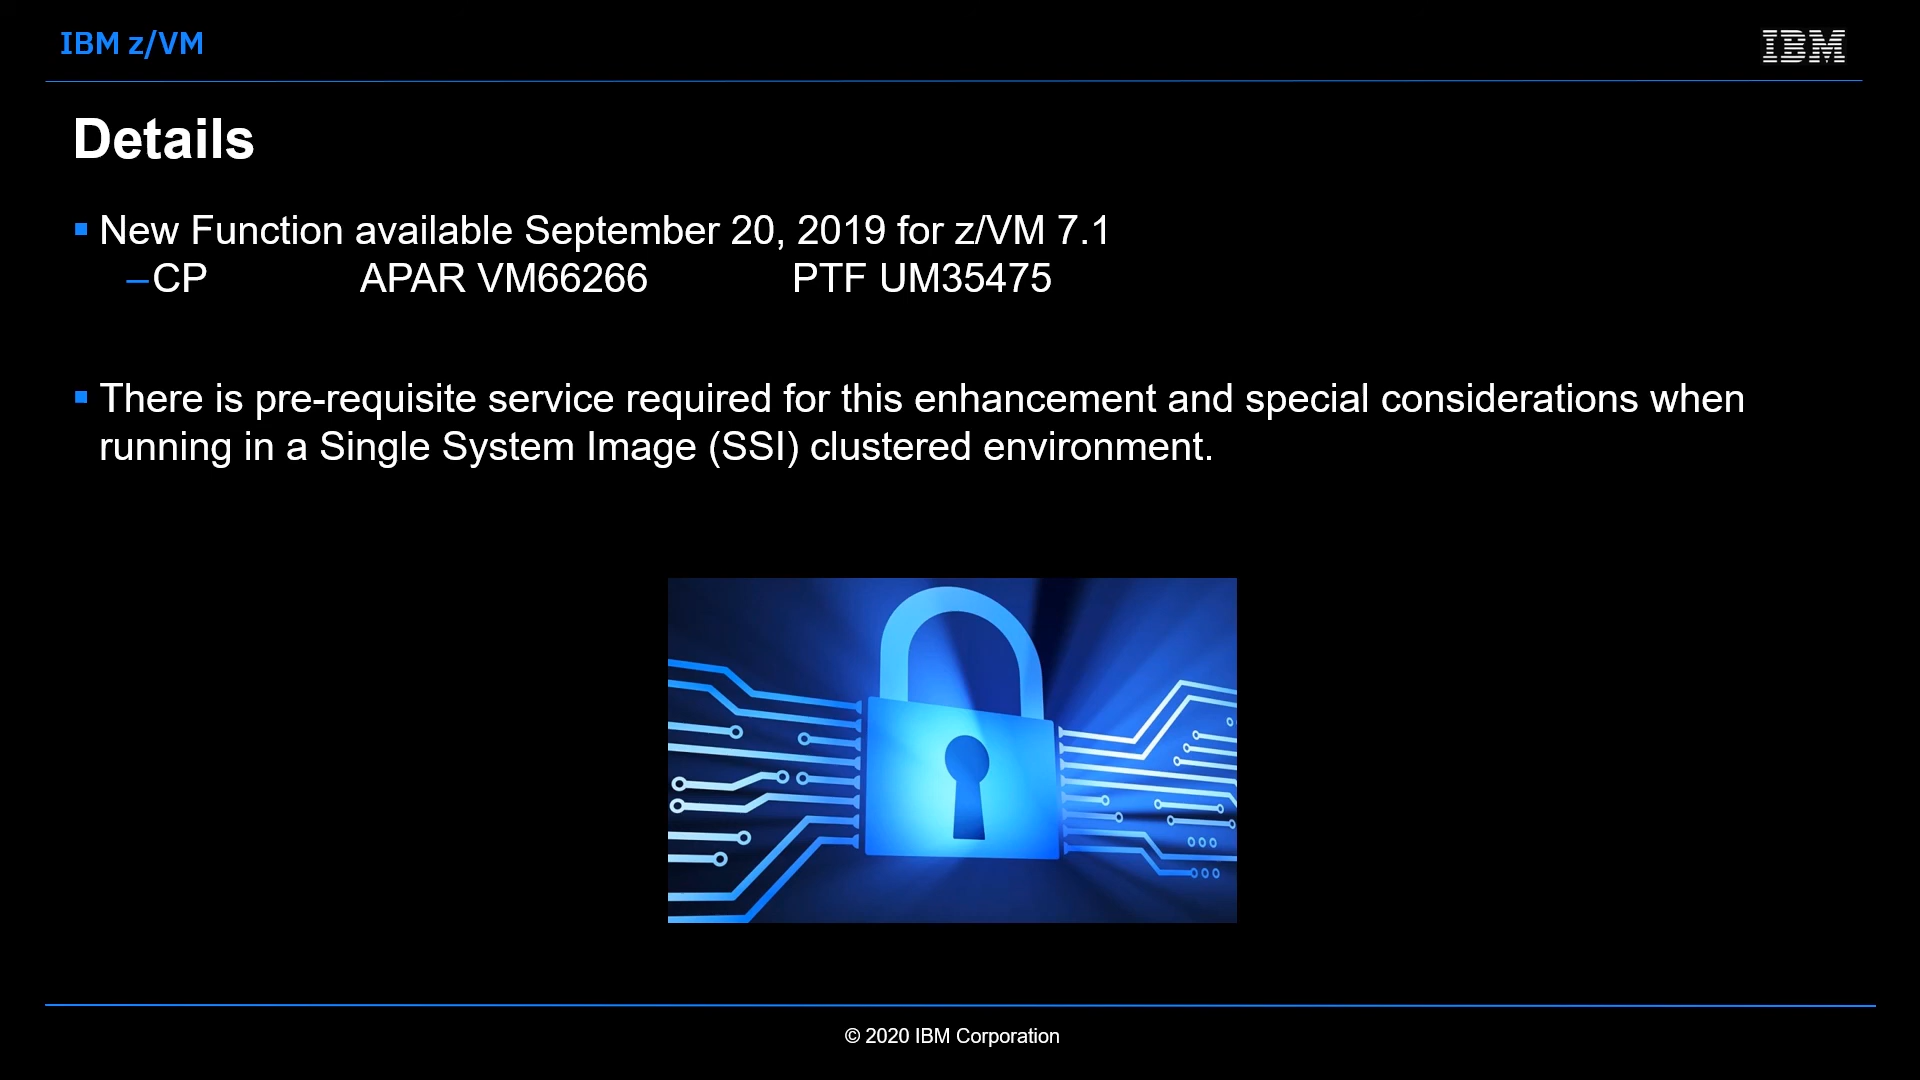 IBM z/VM
IBM
Details
New Function available September 20, 2019 for z/VM 7.1
–CP APAR VM66266 PTF UM35475
There is pre-requisite service required for this enhancement and special considerations when
running in a Single System Image (SSI) clustered environment.
© 2020 IBM Corporation